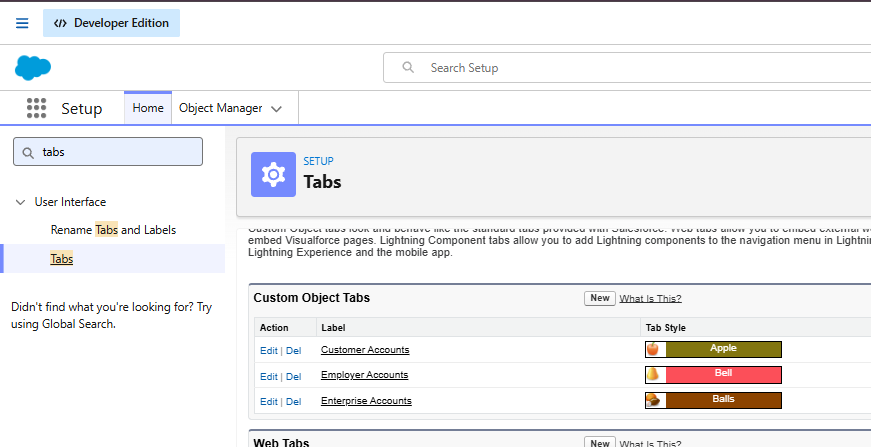 Developer Edition
Search Setup
Setup
Home
Object Manager
tabs
User Interface
Rename Tabs and Labels
Tabs
Didn't find what you're looking for? Try
using Global Search.
SETUP
Tabs
Custom Object tabs look and behave like the standard tabs provided with Salesforce. Web tabs allow you to embed external
embed Visualforce pages. Lightning Component tabs allow you to add Lightning components to the navigation menu in
Lightning Experience and the mobile app.
Custom Object Tabs
New
What Is This?
Action Label Tab Style
Edit | Del Customer Accounts Apple
Edit | Del Employer Accounts Bell
Edit | Del Enterprise Accounts Balls
Web Tabs
New
What Is This?